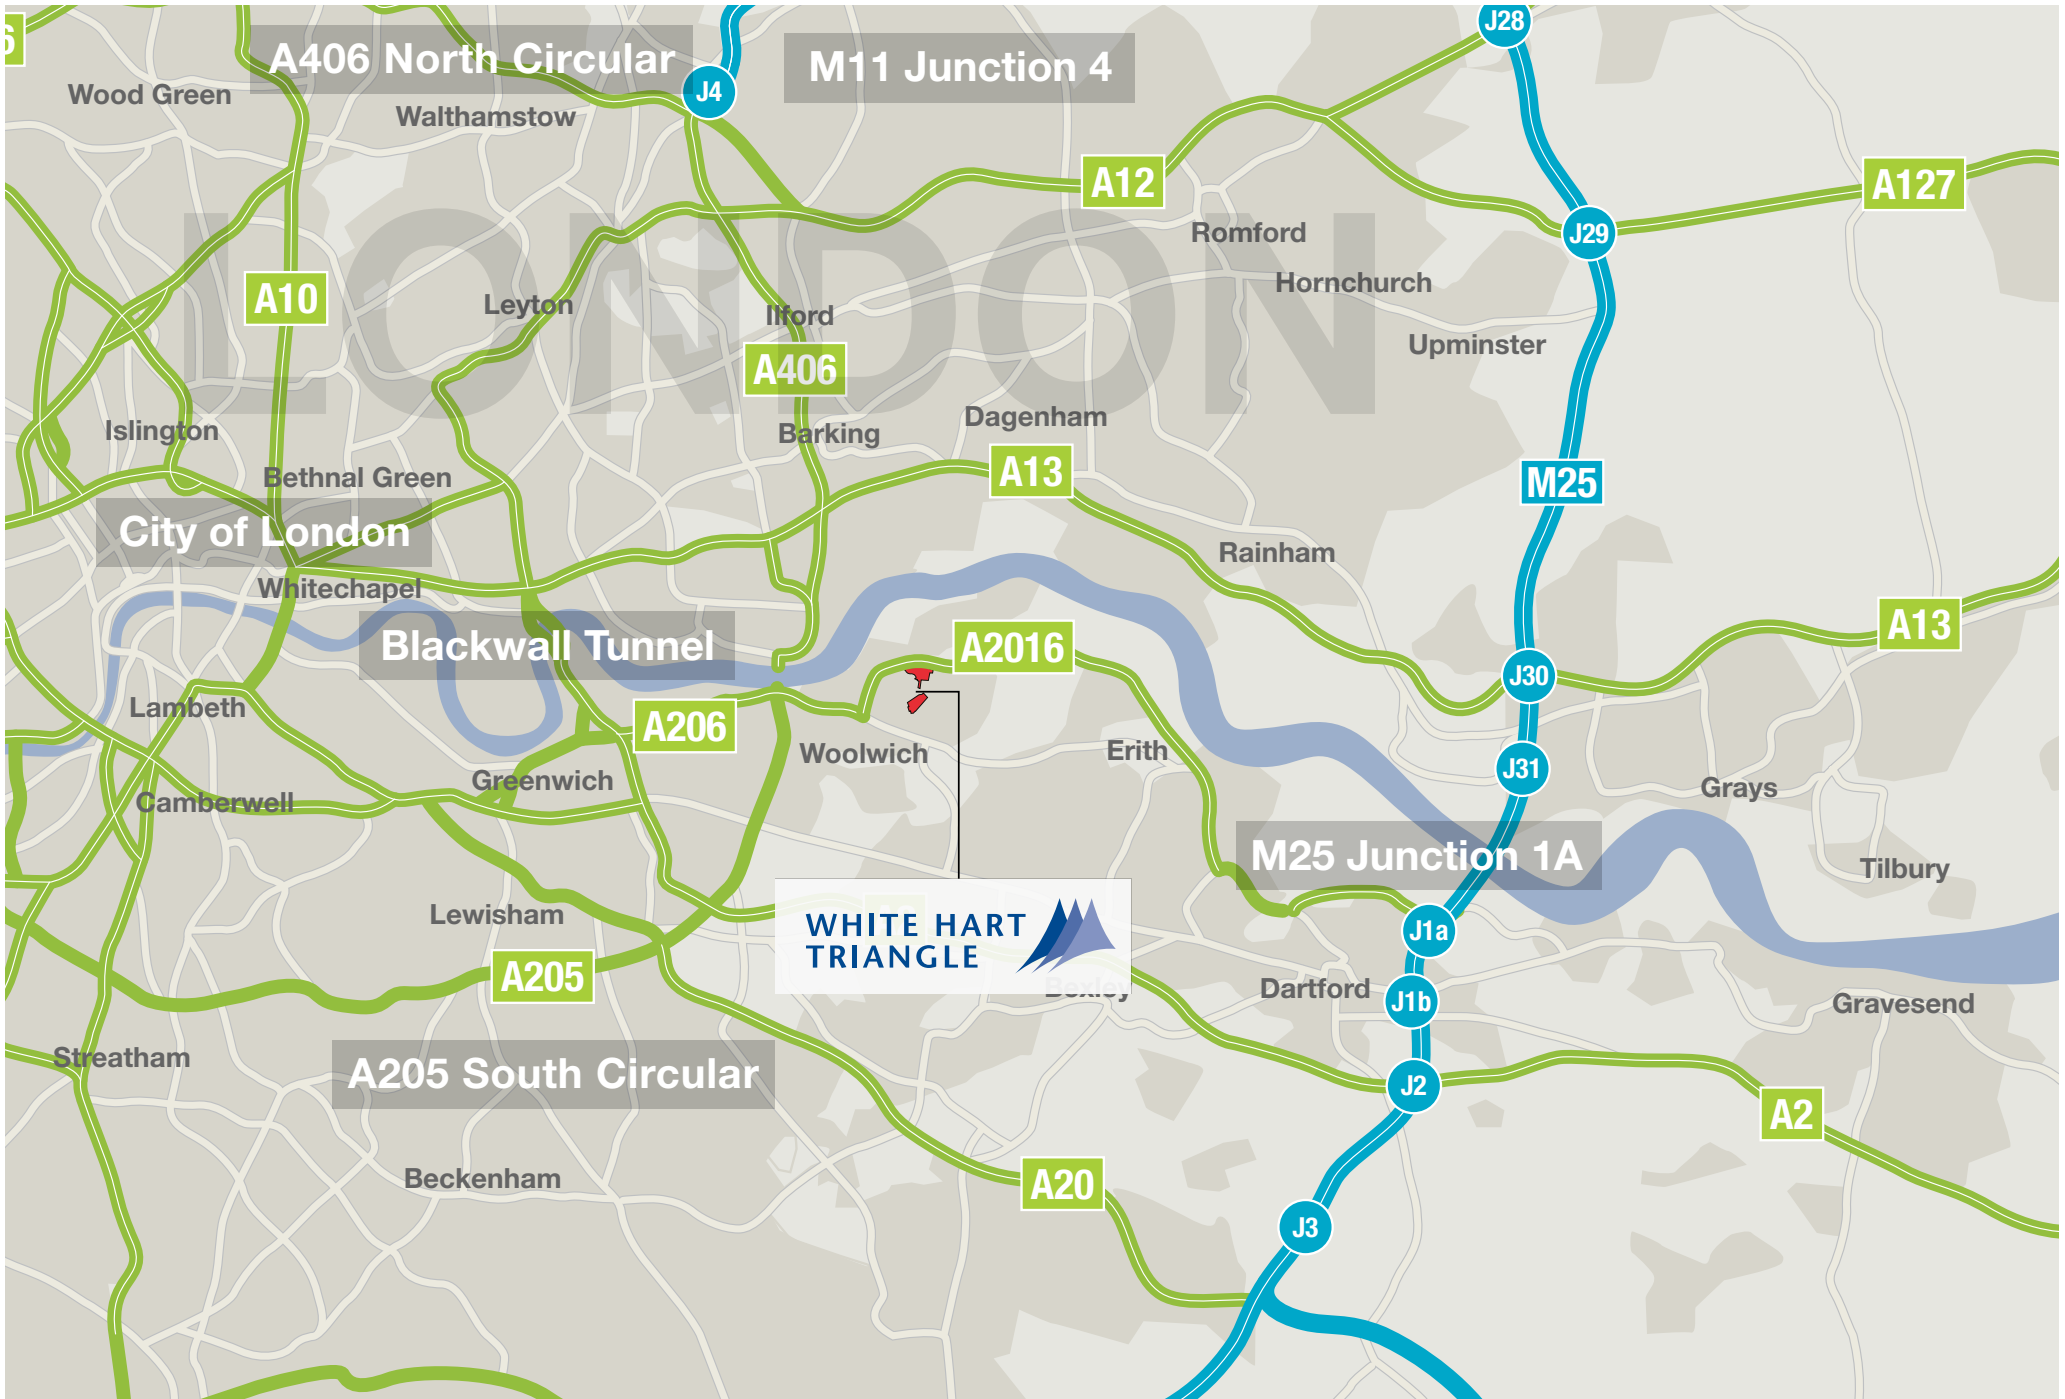 J28
6
A406 North Circular
M11 Junction 4
J4
Wood Green
Walthamstow
A12
A127
LONDON
Romford
J29
Hornchurch
A10
Leyton
Ilford
Upminster
A406
Dagenham
Islington
Barking
Bethnal Green
A13
M25
City of London
Rainham
Whitechapel
A13
Blackwall Tunnel
A2016
J30
Lambeth
A206
Woolwich
Erith
J31
Greenwich
Grays
Camberwell
M25 Junction 1A
Tilbury
Lewisham
WHITE HART
TRIANGLE
J1a
A205
Bexley
Dartford
J1b
Gravesend
Streatham
A205 South Circular
J2
A2
Beckenham
A20
J3